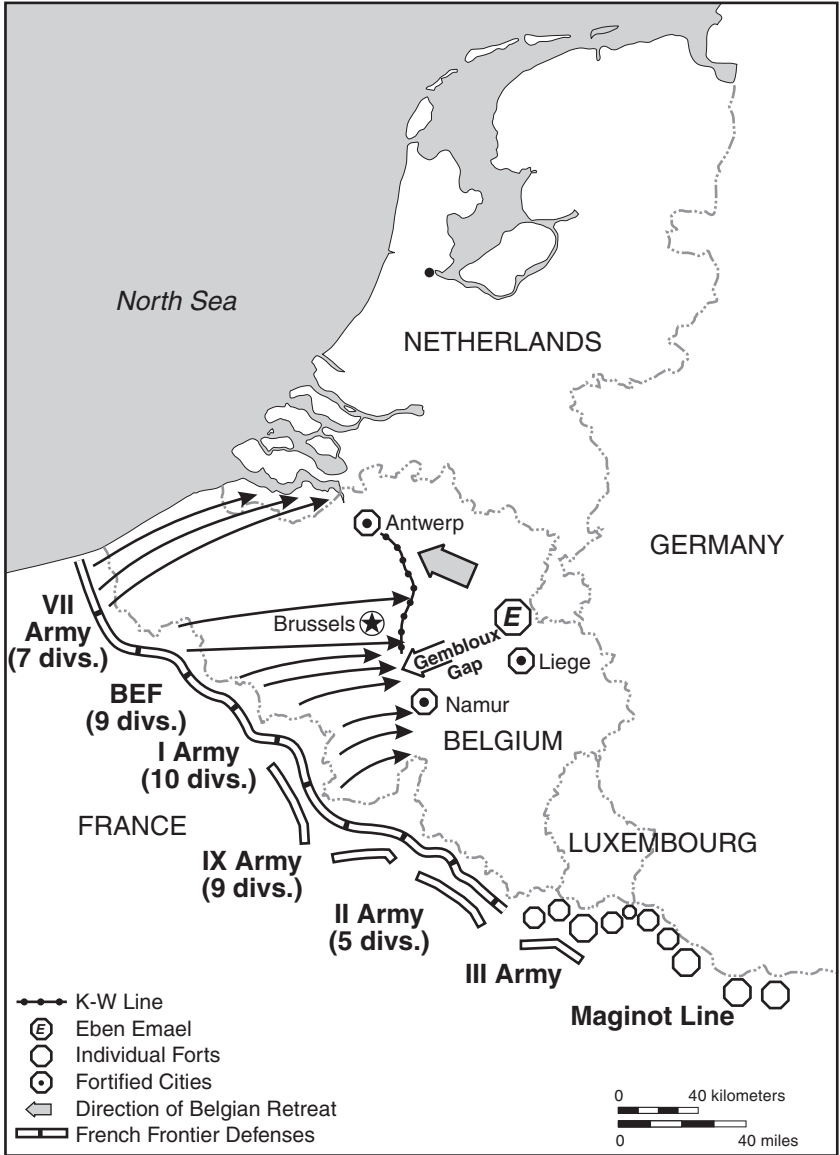 North Sea
NETHERLANDS
Antwerp
GERMANY
VII
Army
(7 divs.)
Brussels
E
Gembloux
Gap
Liege
BEF
(9 divs.)
Namur
BELGIUM
I Army
(10 divs.)
FRANCE
LUXEMBOURG
IX Army
(9 divs.)
II Army
(5 divs.)
III Army
Maginot Line
K-W Line
E
Eben Emael
Individual Forts
Fortified Cities
Direction of Belgian Retreat
French Frontier Defenses
0 40 kilometers
0 40 miles